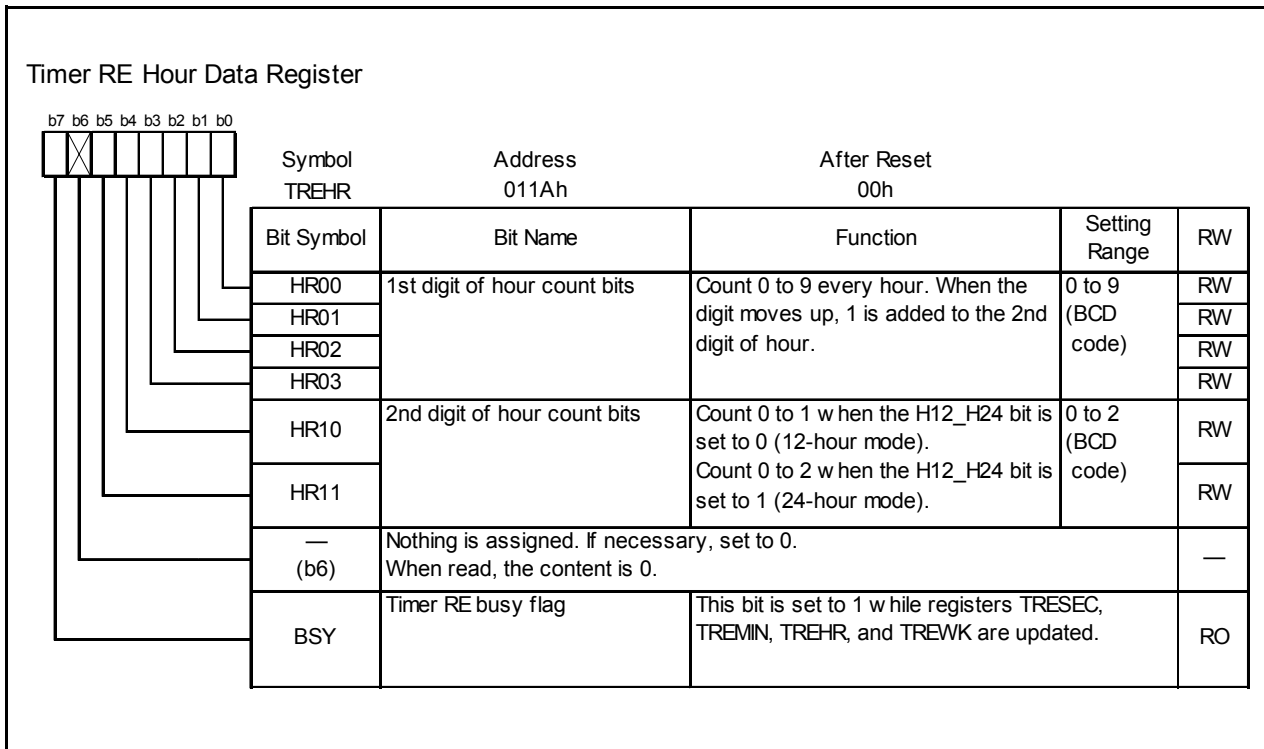 Timer RE Hour Data Register
b7 b6 b5 b4 b3 b2 b1 b0
Symbol Address After Reset
TREHR 011Ah 00h
Bit Symbol Bit Name Function Setting Range RW
HR00 1st digit of hour count bits Count 0 to 9 every hour. When the 0 to 9 RW
HR01 digit moves up, 1 is added to the 2nd (BCD RW
HR02 digit of hour. code) RW
HR03 RW
HR10 2nd digit of hour count bits Count 0 to 1 w hen the H12_H24 bit is 0 to 2 RW
set to 0 (12-hour mode). (BCD
HR11 Count 0 to 2 w hen the H12_H24 bit is code) RW
set to 1 (24-hour mode).
— Nothing is assigned. If necessary, set to 0. —
(b6) When read, the content is 0.
BSY Timer RE busy flag This bit is set to 1 w hile registers TRESEC, RO
TREMIN, TREHR, and TREWK are updated.